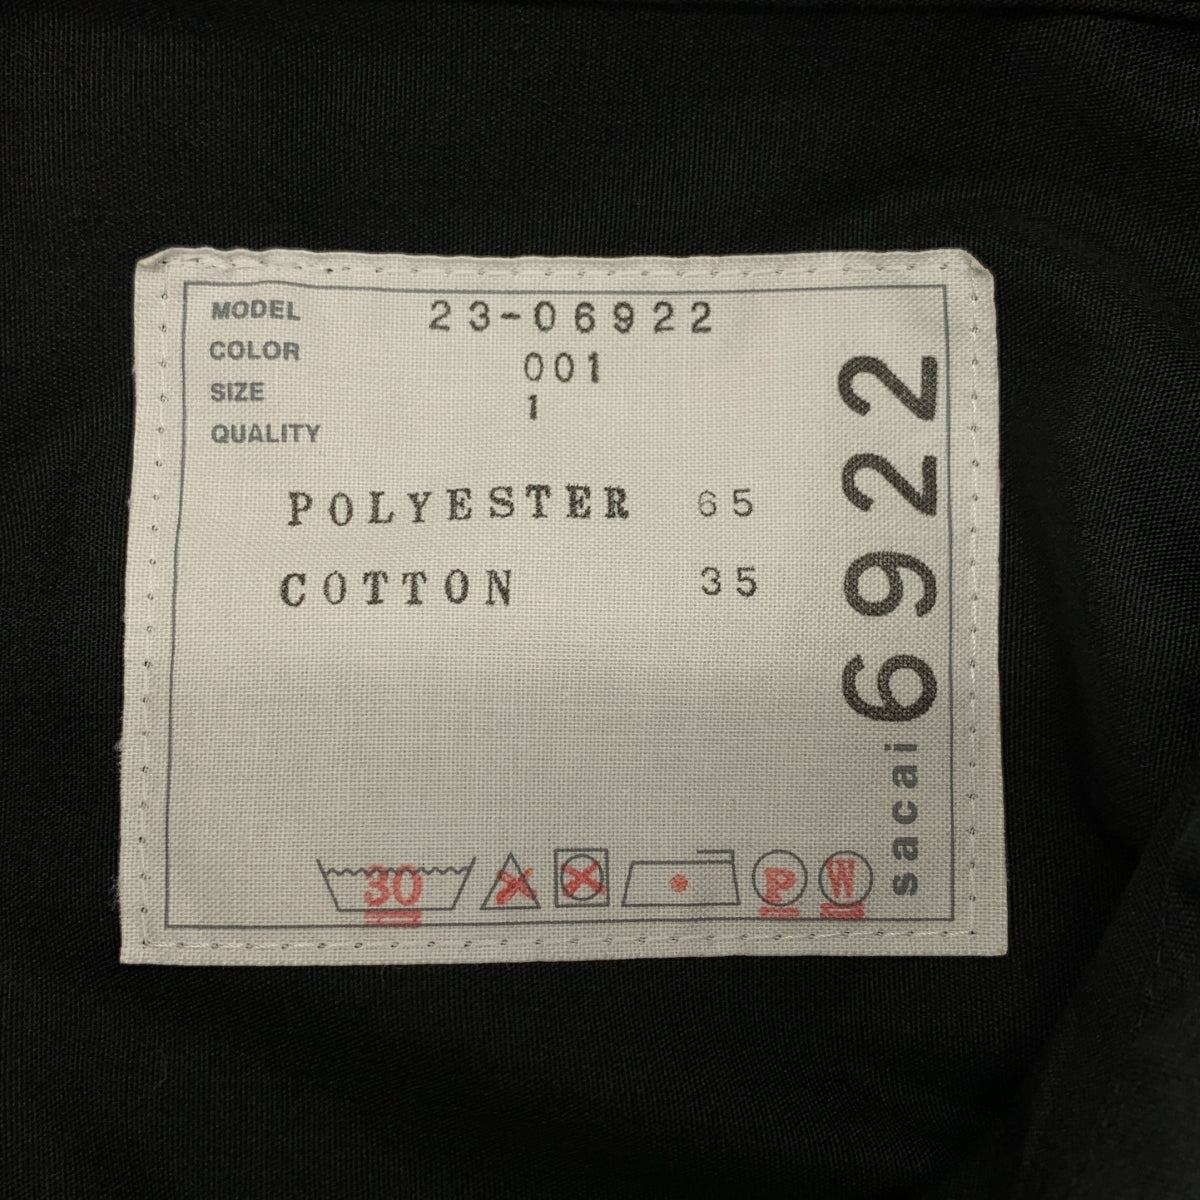 MODEL 23-06922
COLOR 001
SIZE 1
QUALITY
POLYESTER 65
COTTON 35
sacai 6922
30 P W